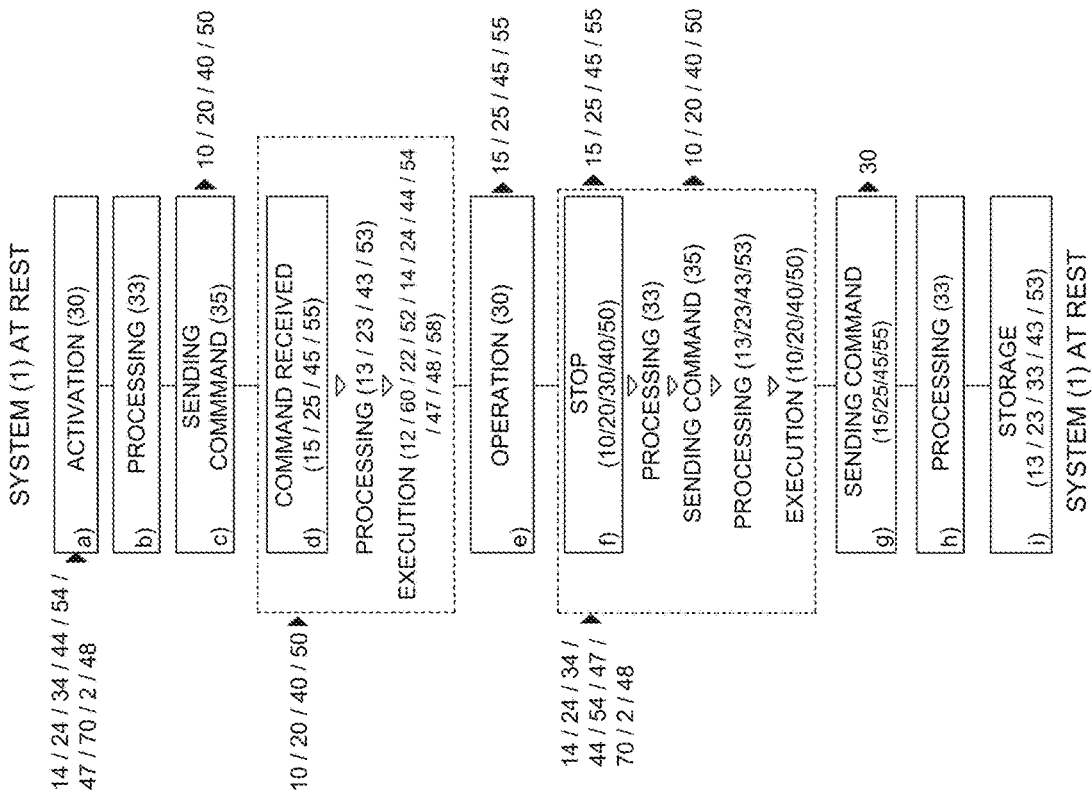 SYSTEM (1) AT REST
14 / 24 / 34 / 44 / 54 /
47 / 70 / 2 / 48
a) ACTIVATION (30)
b) PROCESSING (33)
SENDING
c) COMMMAND (35)
10 / 20 / 40 / 50
10 / 20 / 40 / 50
COMMAND RECEIVED
d) (15 / 25 / 45 / 55)
PROCESSING (13 / 23 / 43 / 53)
EXECUTION (12 / 60 / 22 / 52 / 14 / 24 / 44 / 54
/ 47 / 48 / 58)
e) OPERATION (30)
15 / 25 / 45 / 55
14 / 24 / 34 /
44 / 54 / 47 /
70 / 2 / 48
STOP
f) (10/20/30/40/50)
15 / 25 / 45 / 55
PROCESSING (33)
SENDING COMMAND (35)
10 / 20 / 40 / 50
PROCESSING (13/23/43/53)
EXECUTION (10/20/40/50)
SENDING COMMAND
g) (15/25/45/55)
30
h) PROCESSING (33)
STORAGE
i) (13 / 23 / 33 / 43 / 53)
SYSTEM (1) AT REST